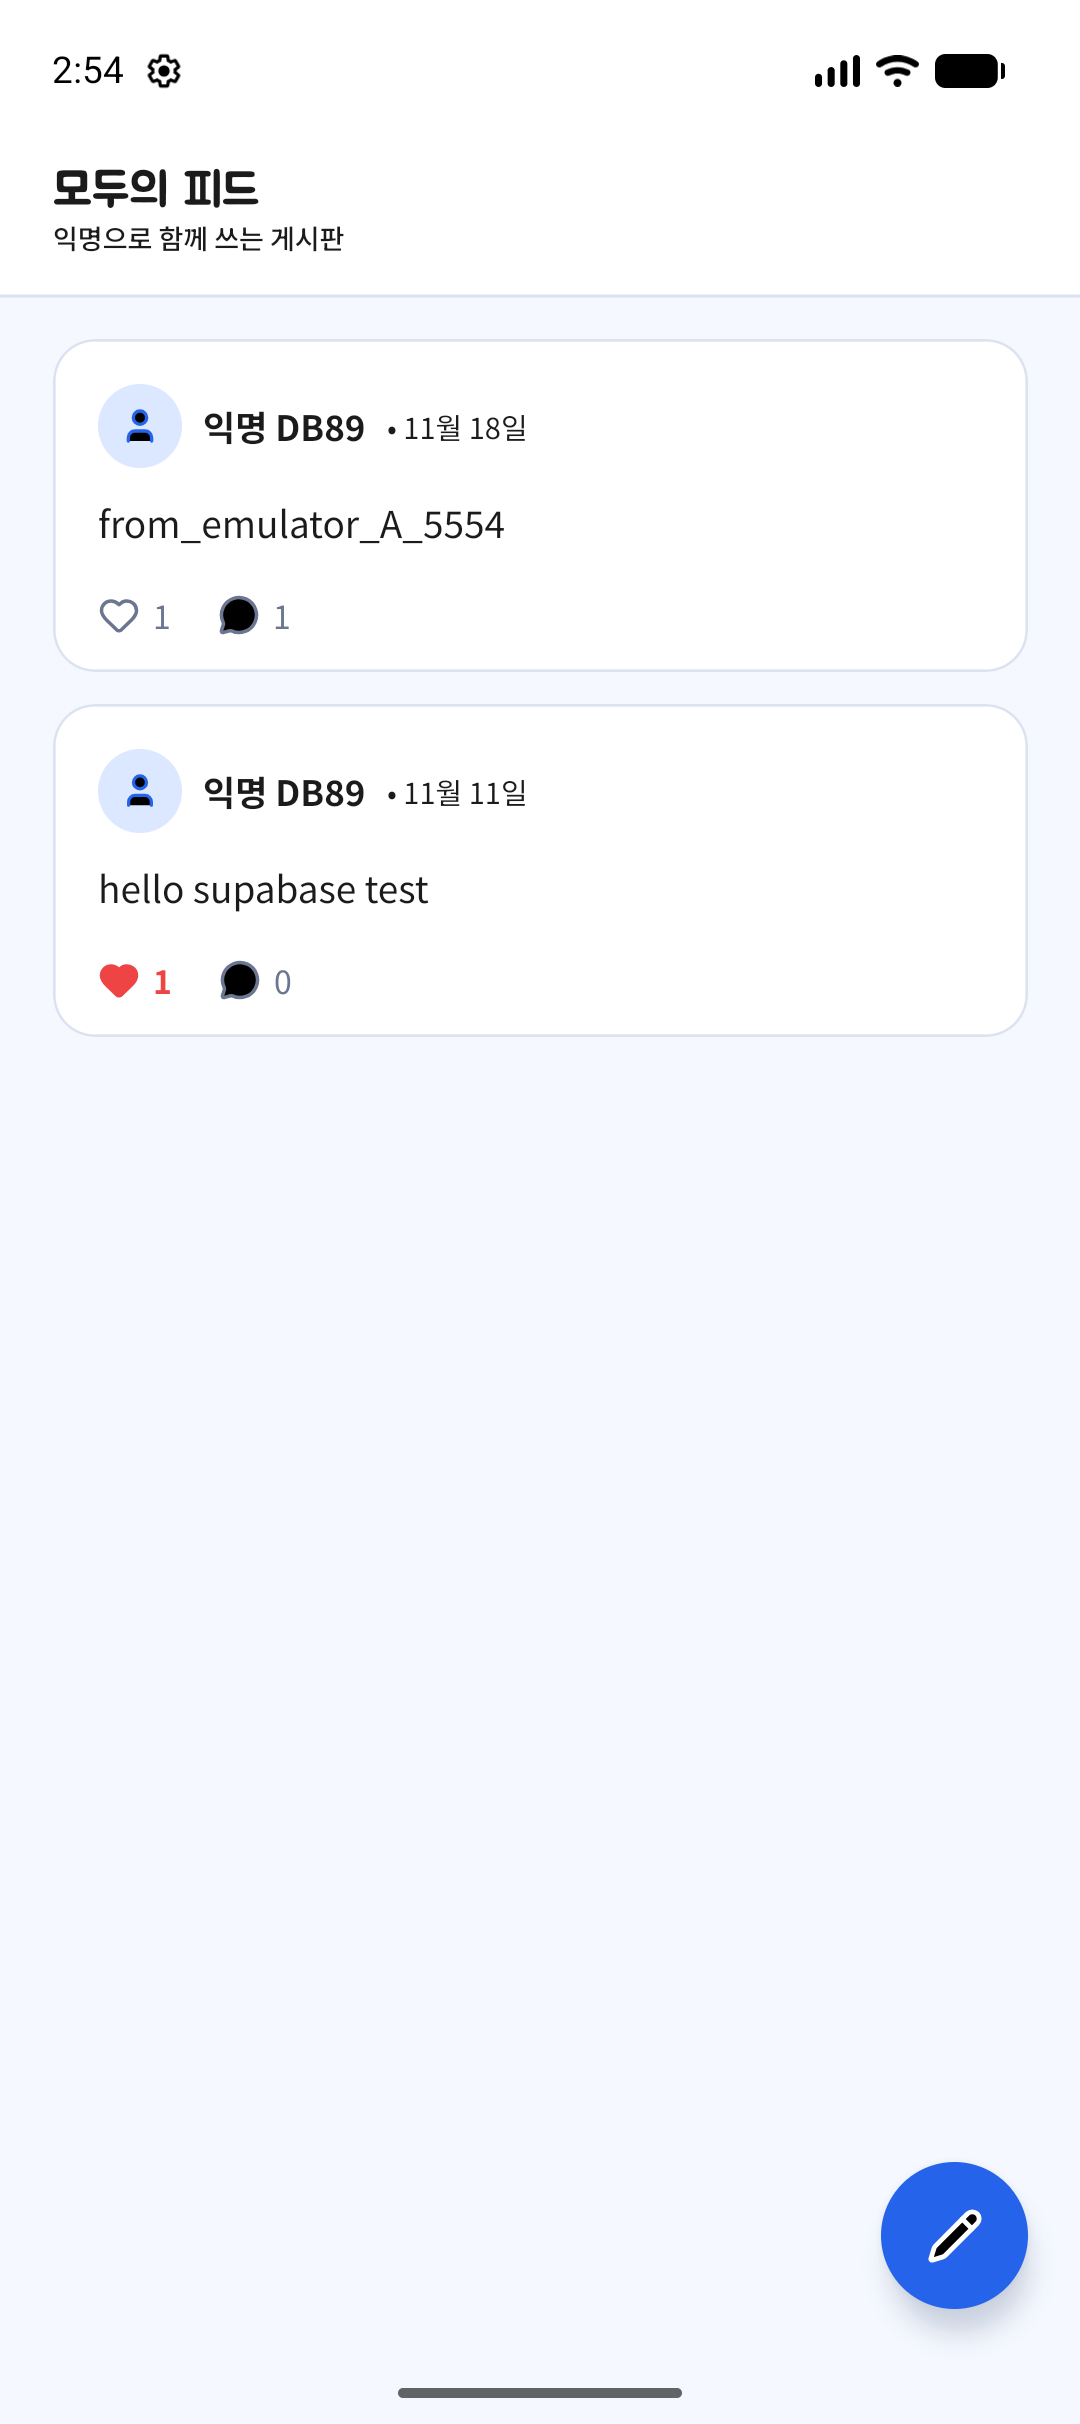 2:54
모두의 피드
익명으로 함께 쓰는 게시판
익명 DB89 • 11월 18일
from_emulator_A_5554
1 1
익명 DB89 • 11월 11일
hello supabase test
1 0